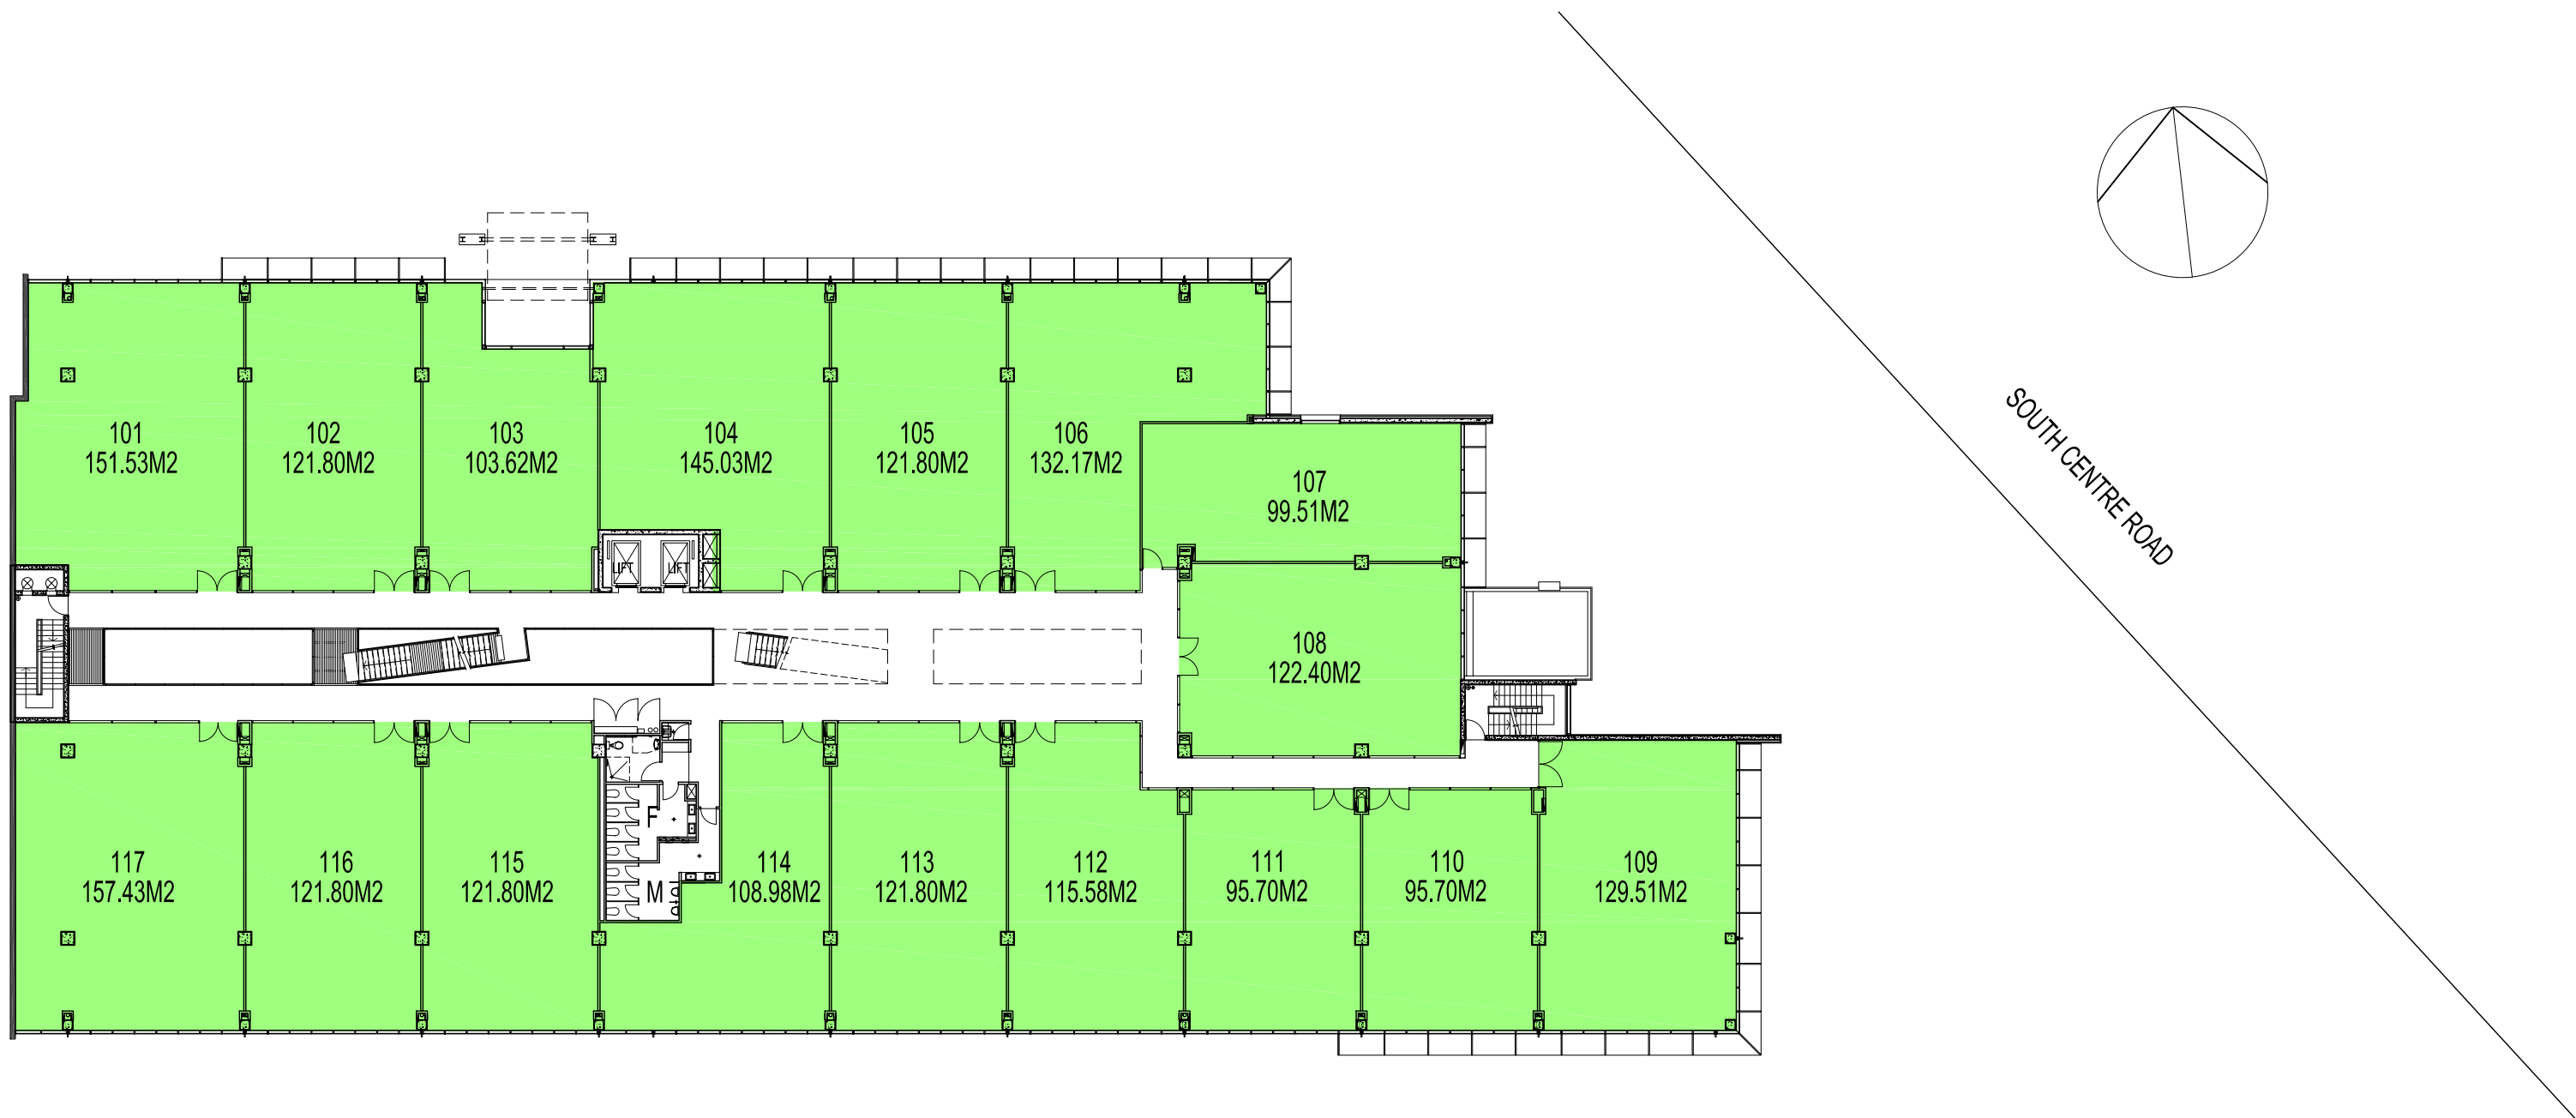 SOUTH CENTRE ROAD
101
151.53M2
102
121.80M2
103
103.62M2
104
145.03M2
105
121.80M2
106
132.17M2
107
99.51M2
LIFT
LIFT
108
122.40M2
F
M
117
157.43M2
116
121.80M2
115
121.80M2
114
108.98M2
113
121.80M2
112
115.58M2
111
95.70M2
110
95.70M2
109
129.51M2